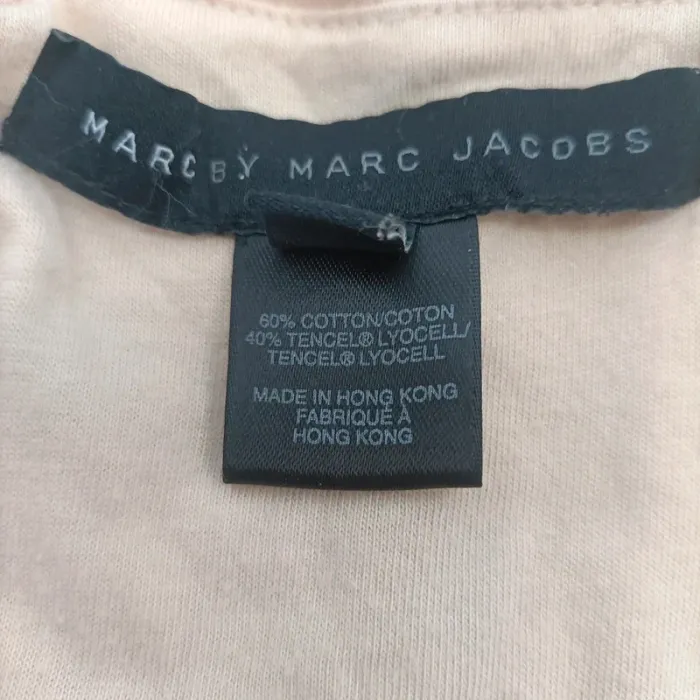 MARC BY MARC JACOBS
60% COTTON/COTON
40% TENCEL® LYOCELL/
TENCEL® LYOCELL
MADE IN HONG KONG
FABRIQUÉ À
HONG KONG